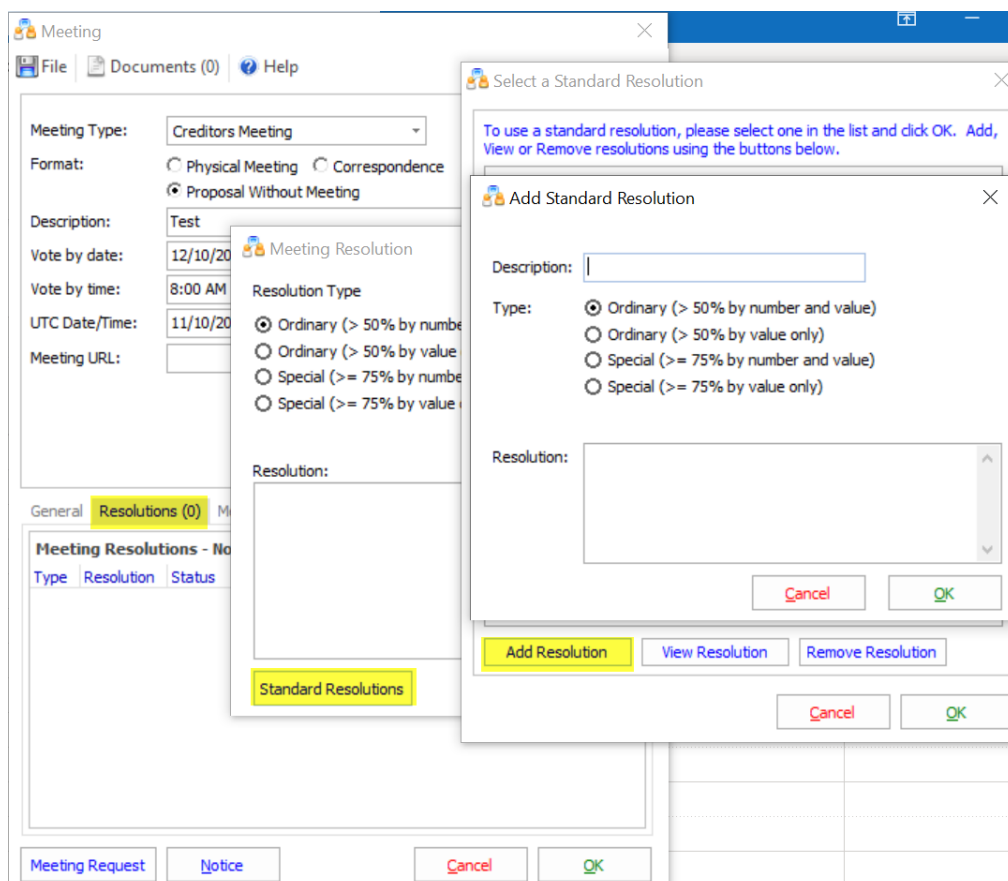 Meeting
File Documents (0) Help
Meeting Type: Creditors Meeting
Format: Physical Meeting Correspondence
Proposal Without Meeting
Description: Test
Vote by date: 12/10/20
Vote by time: 8:00 AM
UTC Date/Time: 11/10/20
Meeting URL:
General Resolutions (0)
Meeting Resolutions - No
Type Resolution Status
Meeting Request Notice Cancel OK
Meeting Resolution
Resolution Type
Ordinary (> 50% by numbe
Ordinary (> 50% by value
Special (>= 75% by numbe
Special (>= 75% by value
Resolution:
Standard Resolutions
Select a Standard Resolution
To use a standard resolution, please select one in the list and click OK. Add,
View or Remove resolutions using the buttons below.
Add Resolution View Resolution Remove Resolution
Cancel OK
Add Standard Resolution
Description:
Type: Ordinary (> 50% by number and value)
Ordinary (> 50% by value only)
Special (>= 75% by number and value)
Special (>= 75% by value only)
Resolution:
Cancel OK